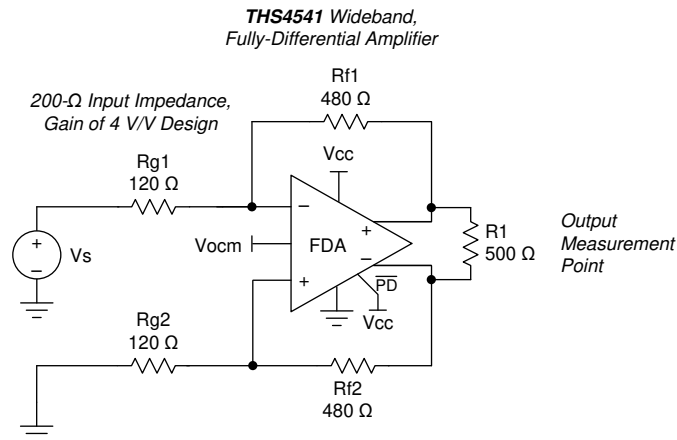 THS4541 Wideband,
Fully-Differential Amplifier
Rf1
480 Ω
200-Ω Input Impedance,
Gain of 4 V/V Design
Vcc
Rg1
120 Ω
−
+
Vocm
FDA
R1
500 Ω
Output
Measurement
Point
+
−
Vs
−
+
PD
Vcc
Rg2
120 Ω
Rf2
480 Ω